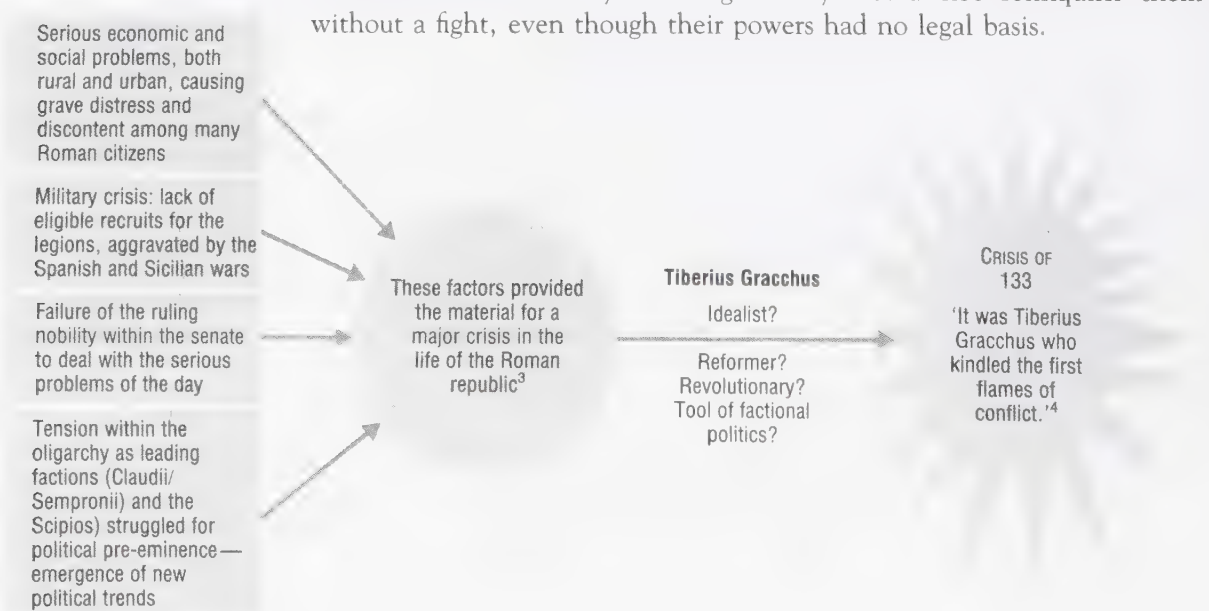 without a fight, even though their powers had no legal basis.
Serious economic and
social problems, both
rural and urban, causing
grave distress and
discontent among many
Roman citizens
Military crisis: lack of
eligible recruits for the
legions, aggravated by the
Spanish and Sicilian wars
Failure of the ruling
nobility within the senate
to deal with the serious
problems of the day
Tension within the
oligarchy as leading
factions (Claudii/
Sempronii) and the
Scipios) struggled for
political pre-eminence—
emergence of new
political trends
These factors provided
the material for a
major crisis in the
life of the Roman
republic³
Tiberius Gracchus
Idealist?
Reformer?
Revolutionary?
Tool of factional
politics?
CRISIS OF
133
'It was Tiberius
Gracchus who
kindled the first
flames of
conflict.'⁴